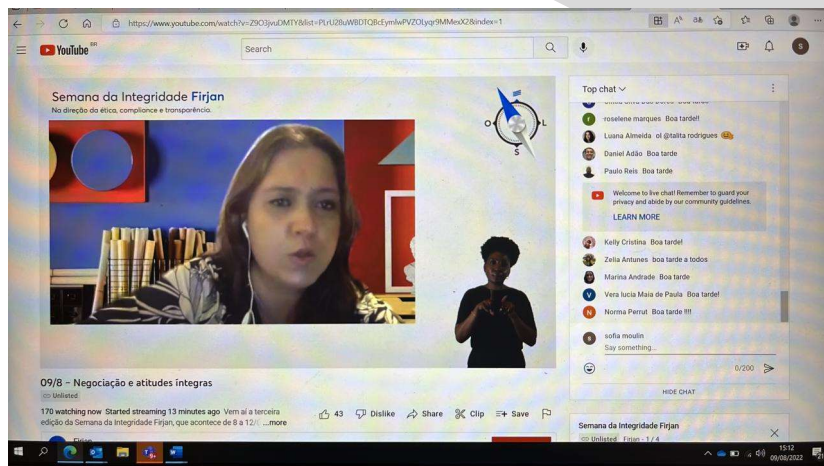 https://www.youtube.com/watch?v=Z9O3jvuDMTY&list=PLrU28uWBDTQBcEymlwPVZOLyqr9MMexX2&index=1
YouTube BR
Search
S
Semana da Integridade Firjan
Na direção da ética, compliance e transparência.
O
L
S
Top chat
roselene marques Boa tarde!!
Luana Almeida ol @talita rodrigues
Daniel Adão Boa tarde
Paulo Reis Boa tarde
Welcome to live chat! Remember to guard your
privacy and abide by our community guidelines.
LEARN MORE
Kelly Cristina Boa tarde!
Zelia Antunes boa tarde a todos
Marina Andrade Boa tarde
V Vera lucia Maia de Paula Boa tarde!
N Norma Perrut Boa tarde !!!!
S sofia moulin
Say something...
0/200
HIDE CHAT
09/8 – Negociação e atitudes íntegras
Unlisted
170 watching now Started streaming 13 minutes ago Vem aí a terceira
edição da Semana da Integridade Firjan, que acontece de 8 a 12/ ...more
43 Dislike Share Clip Save
Semana da Integridade Firjan
Unlisted Firjan - 1 / 4
Firjan
15:12
09/08/2022